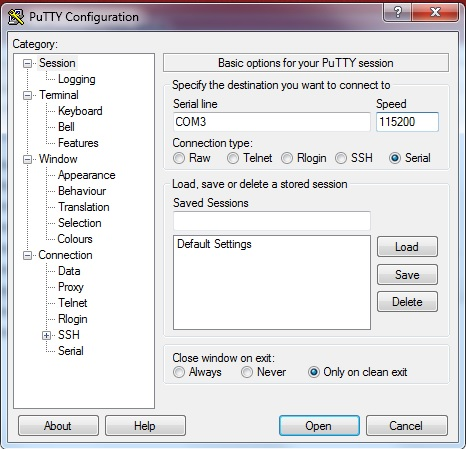 PuTTY Configuration
Category:
Session
Logging
Terminal
Keyboard
Bell
Features
Window
Appearance
Behaviour
Translation
Selection
Colours
Connection
Data
Proxy
Telnet
Rlogin
SSH
Serial
Basic options for your PuTTY session
Specify the destination you want to connect to
Serial line Speed
COM3 115200
Connection type:
Raw Telnet Rlogin SSH Serial
Load, save or delete a stored session
Saved Sessions
Default Settings
Load
Save
Delete
Close window on exit:
Always Never Only on clean exit
About Help Open Cancel